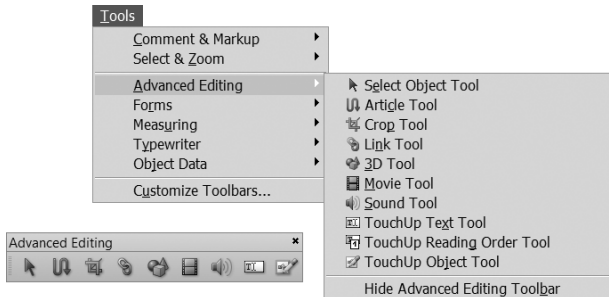 Tools
Comment & Markup
Select & Zoom
Advanced Editing
Forms
Measuring
Typewriter
Object Data
Customize Toolbars...
Select Object Tool
Article Tool
Crop Tool
Link Tool
3D Tool
Movie Tool
Sound Tool
TouchUp Text Tool
TouchUp Reading Order Tool
TouchUp Object Tool
Hide Advanced Editing Toolbar
Advanced Editing